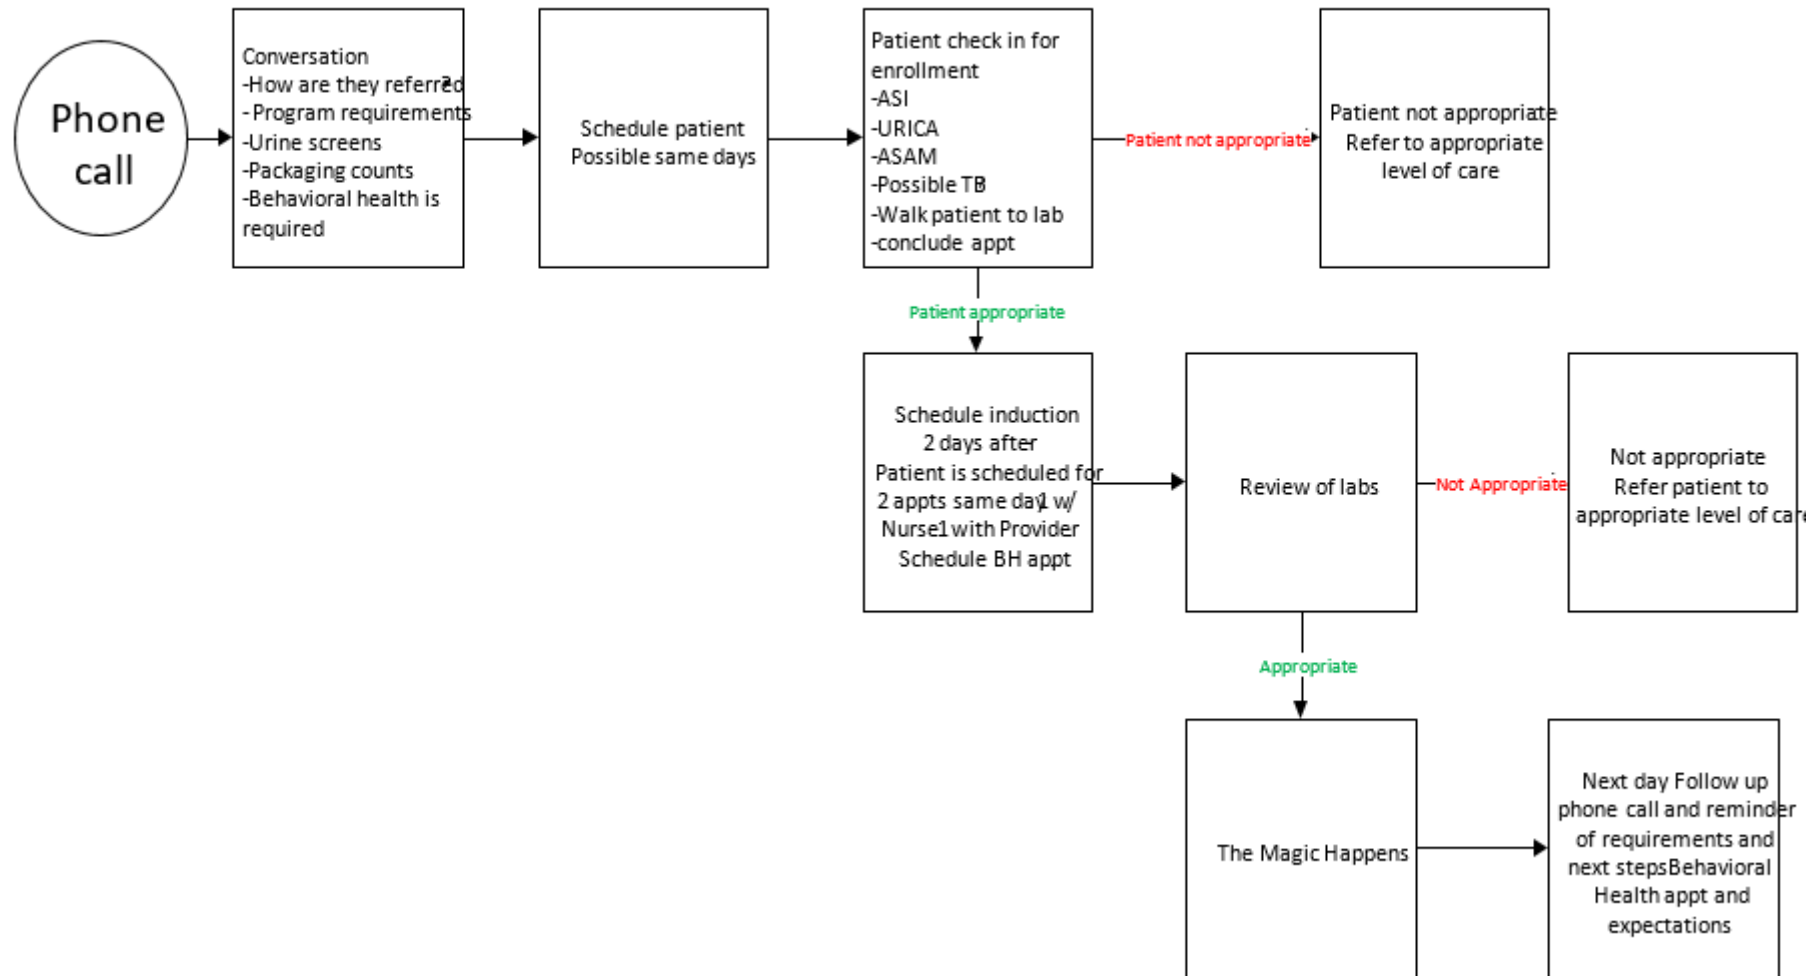 Phone
call
Conversation
-How are they referred?
- Program requirements
-Urine screens
-Packaging counts
-Behavioral health is
required
Schedule patient
Possible same days
Patient check in for
enrollment
-ASI
-URICA
-ASAM
-Possible TB
-Walk patient to lab
-conclude appt
Patient not appropriate
Patient not appropriate.
Refer to appropriate
level of care
Patient appropriate
Schedule induction
2 days after
Patient is scheduled for
2 appts same day 1 w/
Nurse1 with Provider
Schedule BH appt
Review of labs
Not Appropriate
Not appropriate
Refer patient to
appropriate level of care
Appropriate
The Magic Happens
Next day Follow up
phone call and reminder
of requirements and
next stepsBehavioral
Health appt and
expectations